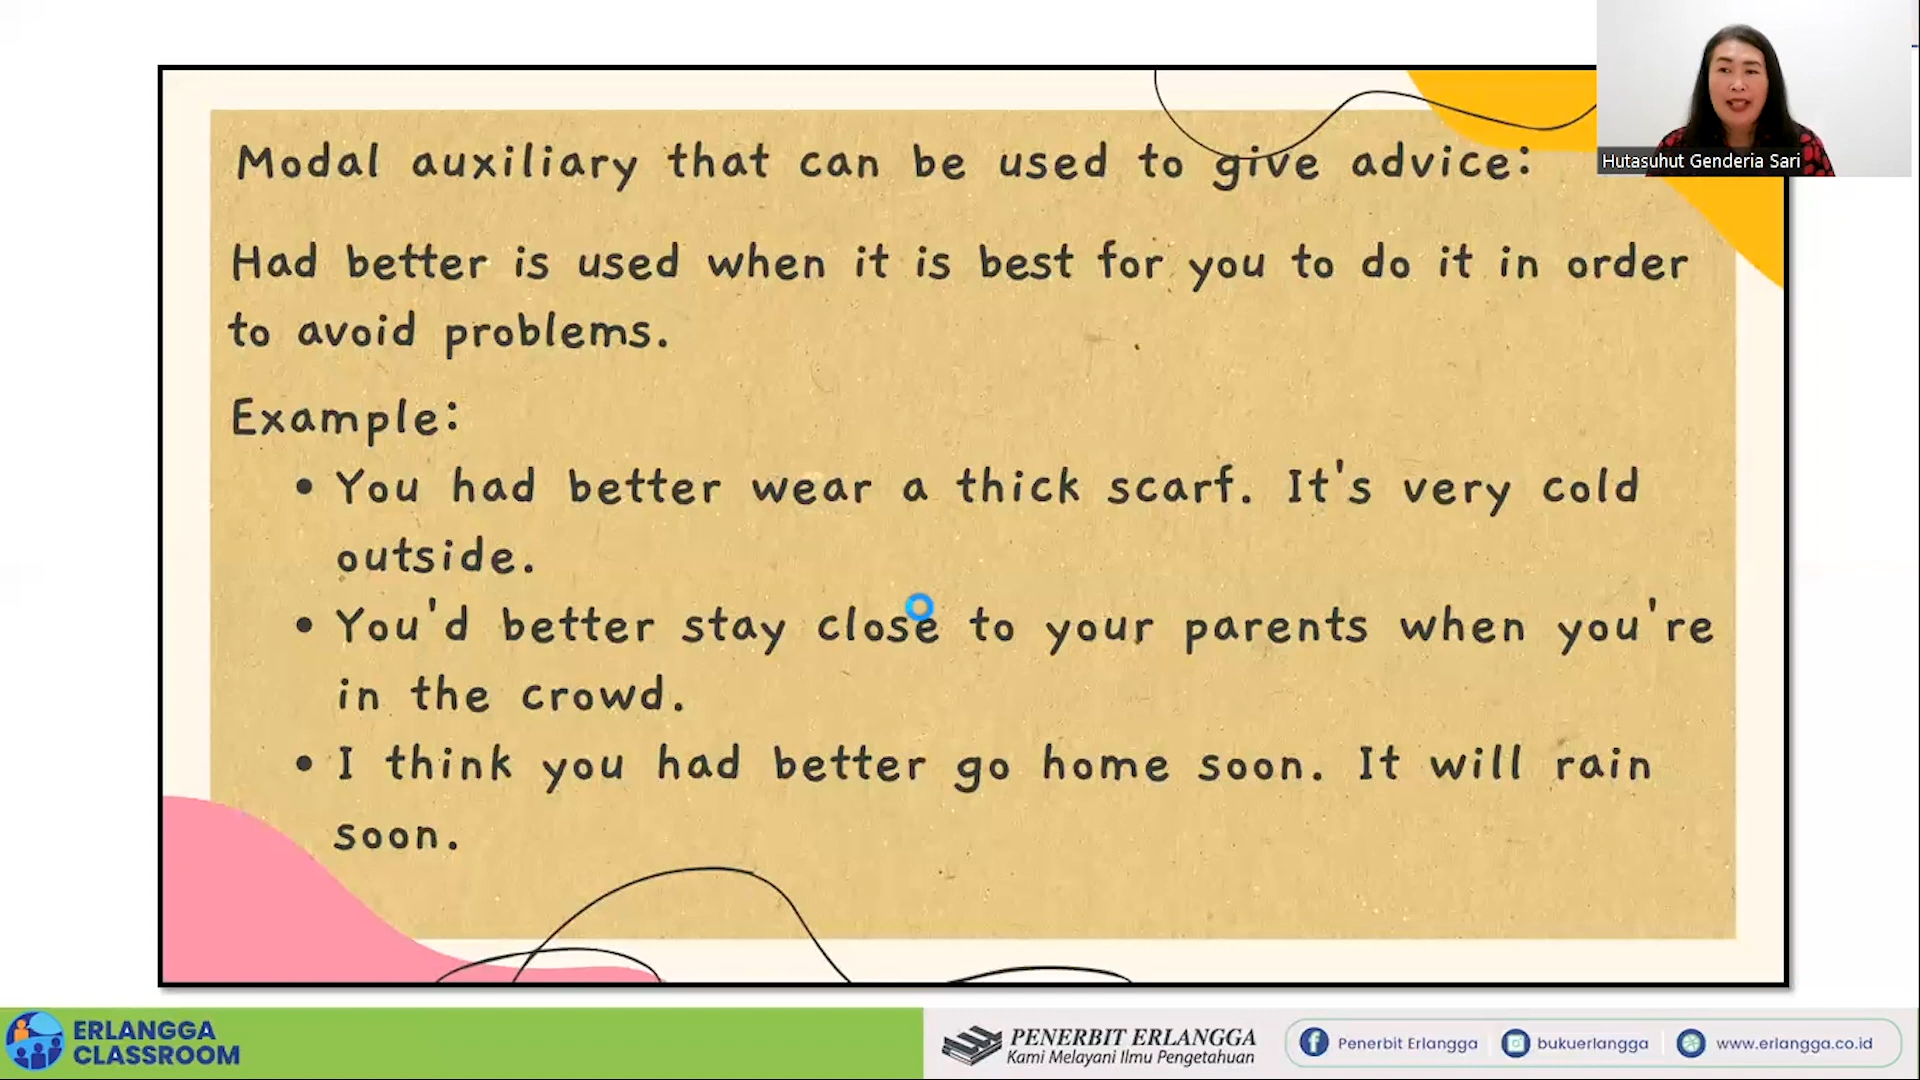 Modal auxiliary that can be used to give advice:
Hutasuhut Genderia Sari
Had better is used when it is best for you to do it in order
to avoid problems.
Example:
• You had better wear a thick scarf. It's very cold
outside.
• You'd better stay close to your parents when you're
in the crowd.
• I think you had better go home soon. It will rain
soon.
ERLANGGA
CLASSROOM
PENERBIT ERLANGGA
Kami Melayani Ilmu Pengetahuan
Penerbit Erlangga
bukuerlangga
www.erlangga.co.id